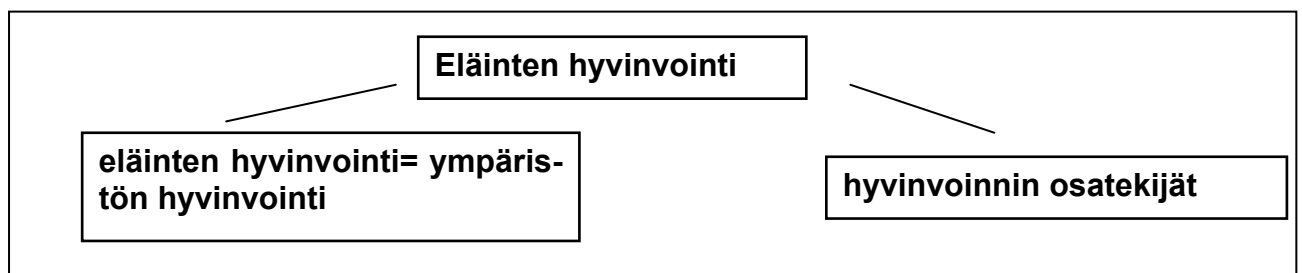 Eläinten hyvinvointi
eläinten hyvinvointi= ympäris-
tön hyvinvointi
hyvinvoinnin osatekijät